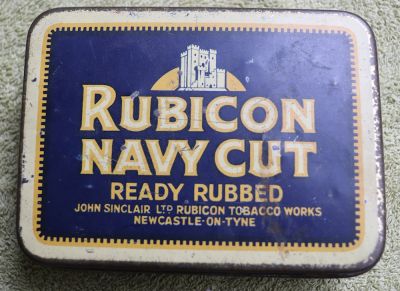 RUBICON
NAVY CUT
READY RUBBED
JOHN SINCLAIR LTD RUBICON TOBACCO WORKS
NEWCASTLE-ON-TYNE